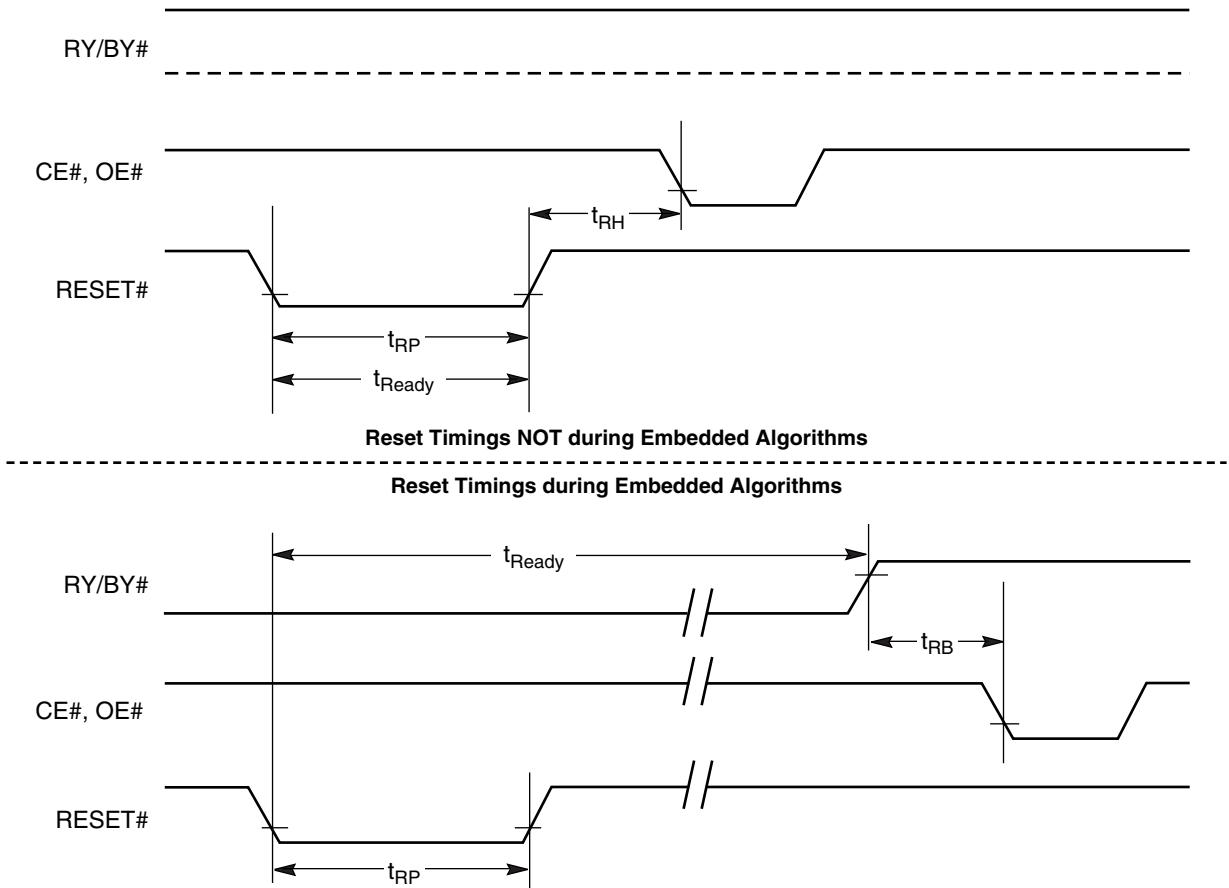 RY/BY#
CE#, OE#
tRH
RESET#
tRP
tReady
Reset Timings NOT during Embedded Algorithms
Reset Timings during Embedded Algorithms
tReady
RY/BY#
tRB
CE#, OE#
RESET#
tRP